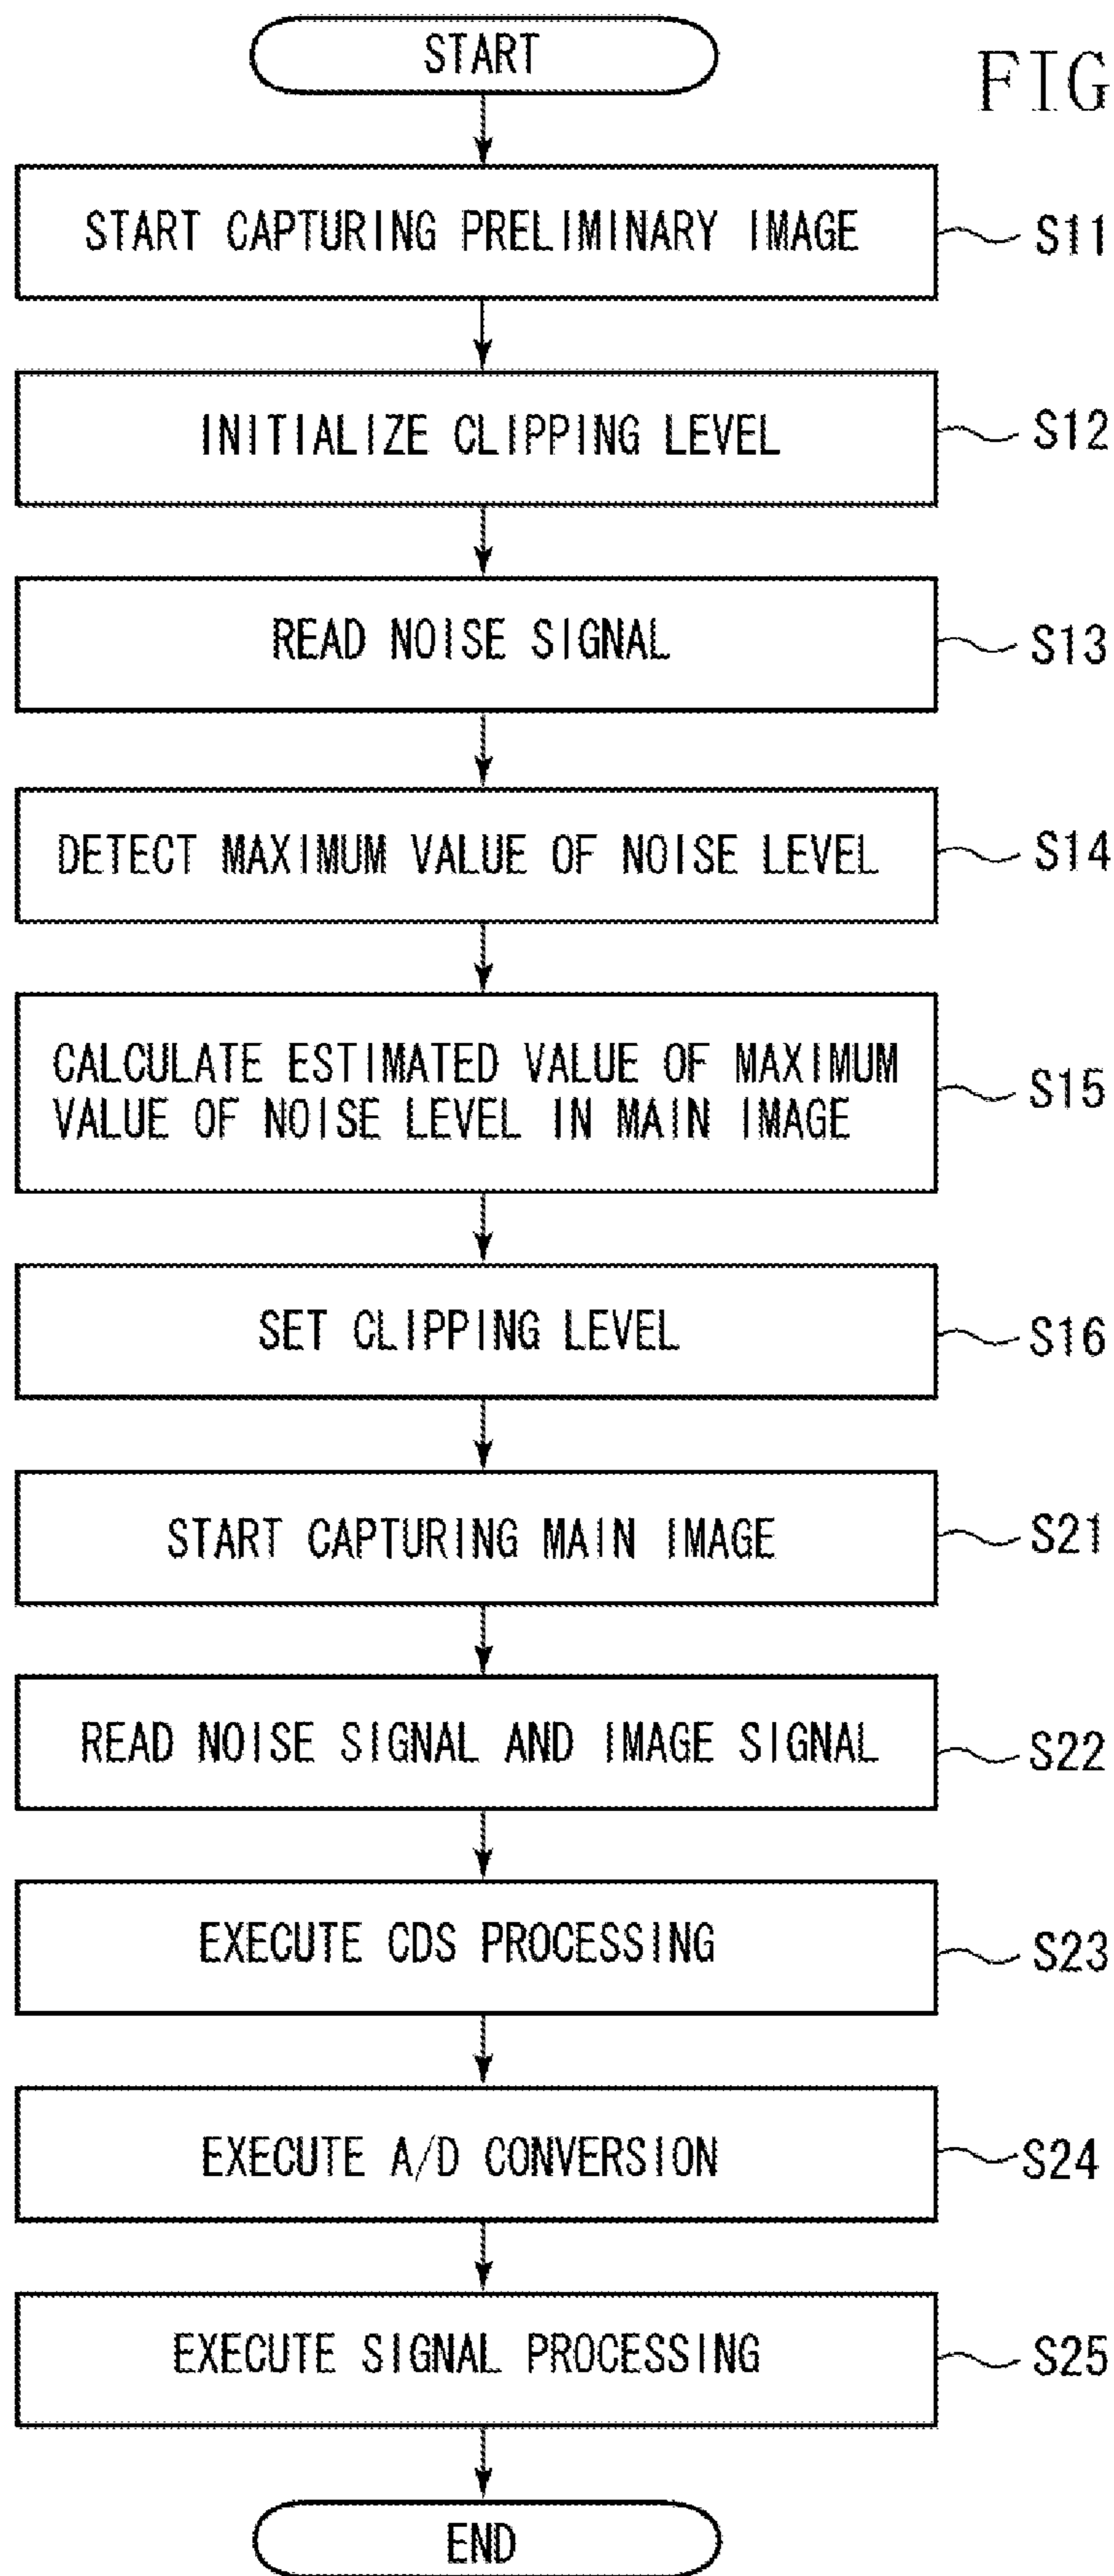 START
FIG
START CAPTURING PRELIMINARY IMAGE
S11
INITIALIZE CLIPPING LEVEL
S12
READ NOISE SIGNAL
S13
DETECT MAXIMUM VALUE OF NOISE LEVEL
S14
CALCULATE ESTIMATED VALUE OF MAXIMUM
VALUE OF NOISE LEVEL IN MAIN IMAGE
S15
SET CLIPPING LEVEL
S16
START CAPTURING MAIN IMAGE
S21
READ NOISE SIGNAL AND IMAGE SIGNAL
S22
EXECUTE CDS PROCESSING
S23
EXECUTE A/D CONVERSION
S24
EXECUTE SIGNAL PROCESSING
S25
END